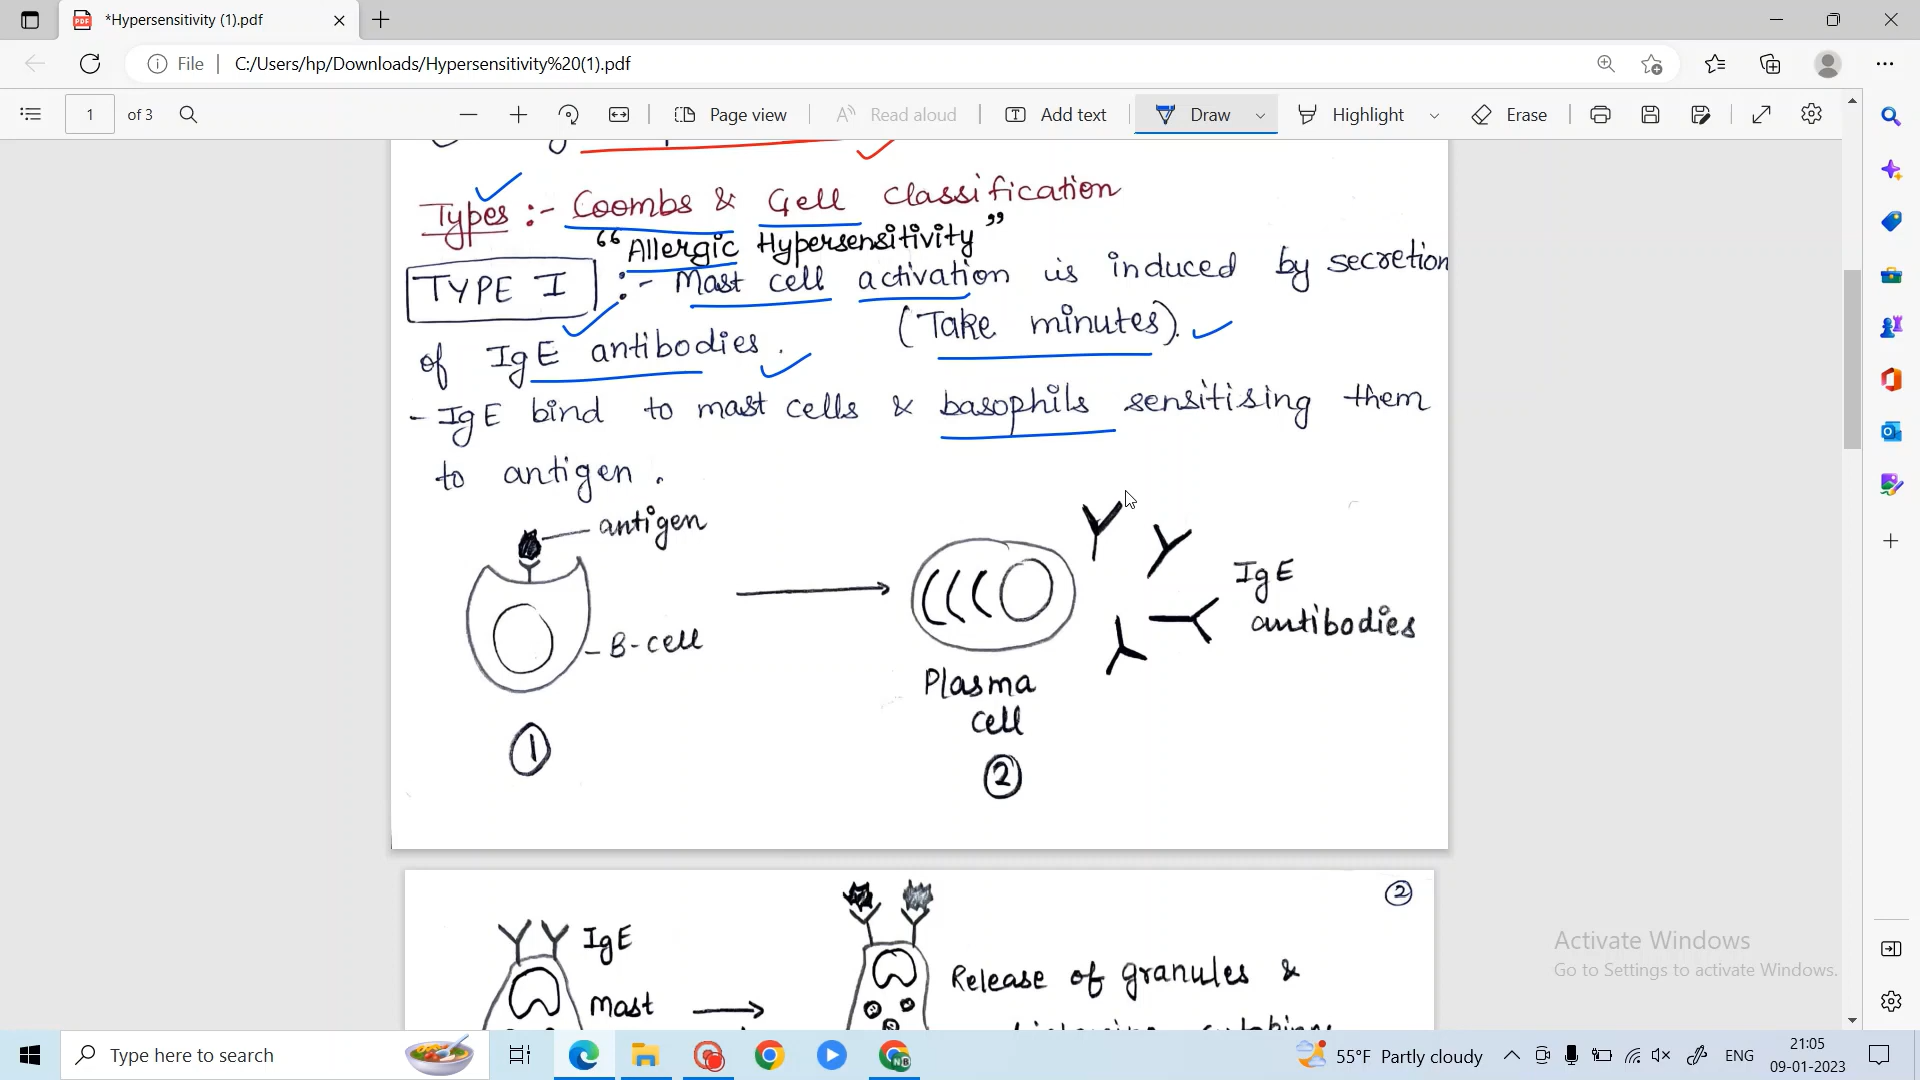 *Hypersensitivity (1).pdf
File
C:/Users/hp/Downloads/Hypersensitivity%20(1).pdf
1 of 3
Page view
Read aloud
Add text
Draw
Highlight
Erase
Types :- Coombs & Gell classification
"Allergic Hypersensitivity"
TYPE I :- Mast cell activation is induced by secretion
of IgE antibodies. (Take minutes).
- IgE bind to mast cells & basophils sensitising them
to antigen.
antigen
B-cell
IgE
antibodies
Plasma
cell
1
2
2
IgE
Mast
Release of granules &
Activate Windows
Go to Settings to activate Windows.
Type here to search
55°F Partly cloudy
ENG
21:05
09-01-2023